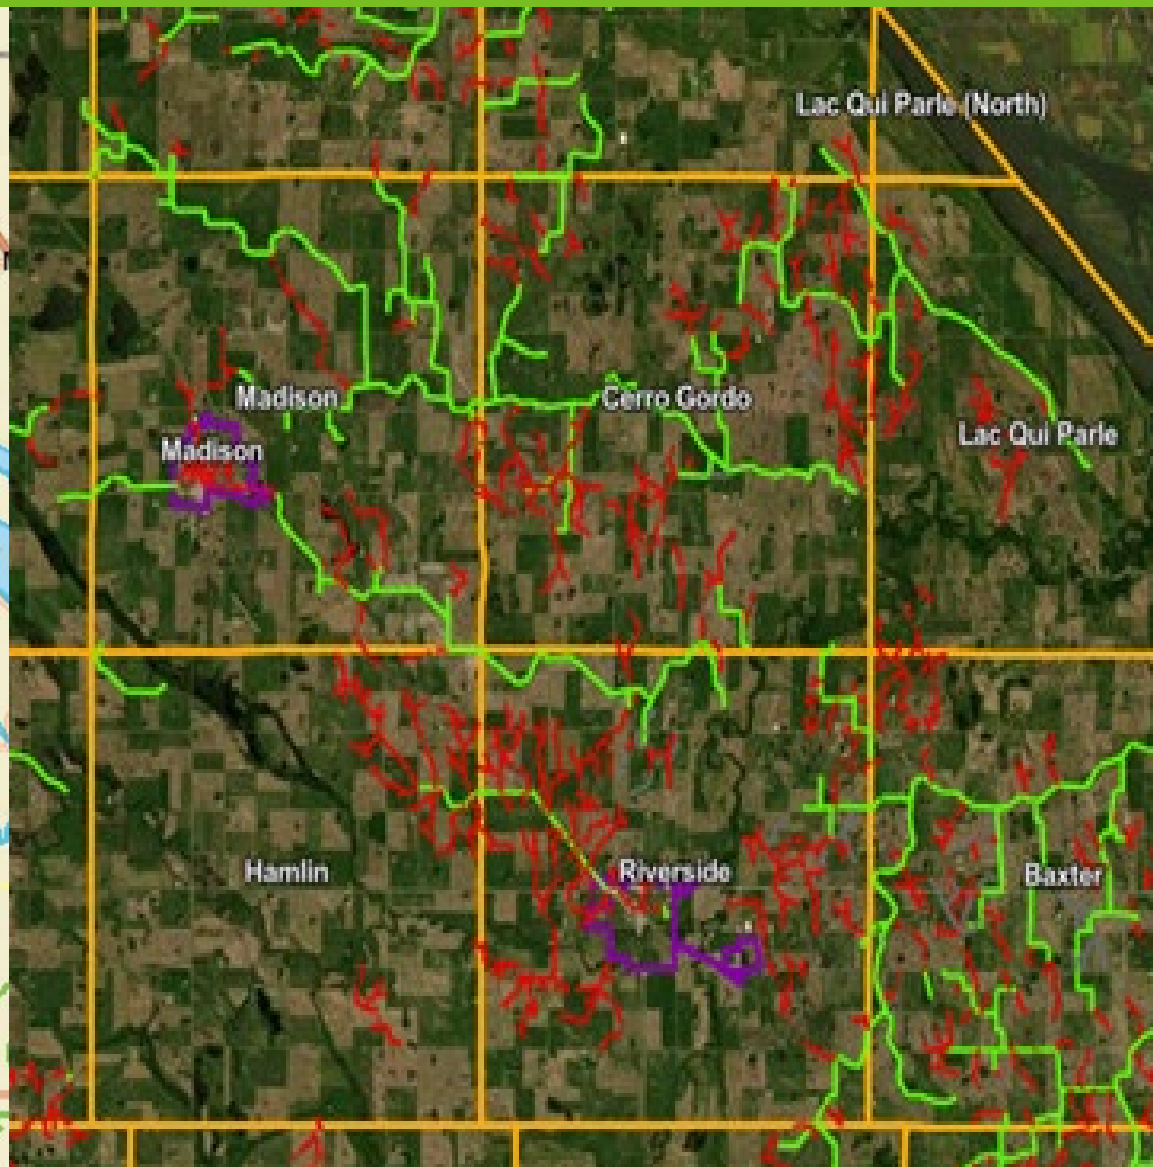 Lac Qui Parle (North)
Madison
Cerro Gordo
Lac Qui Parle
Madison
Hamlin
Riverside
Baxter